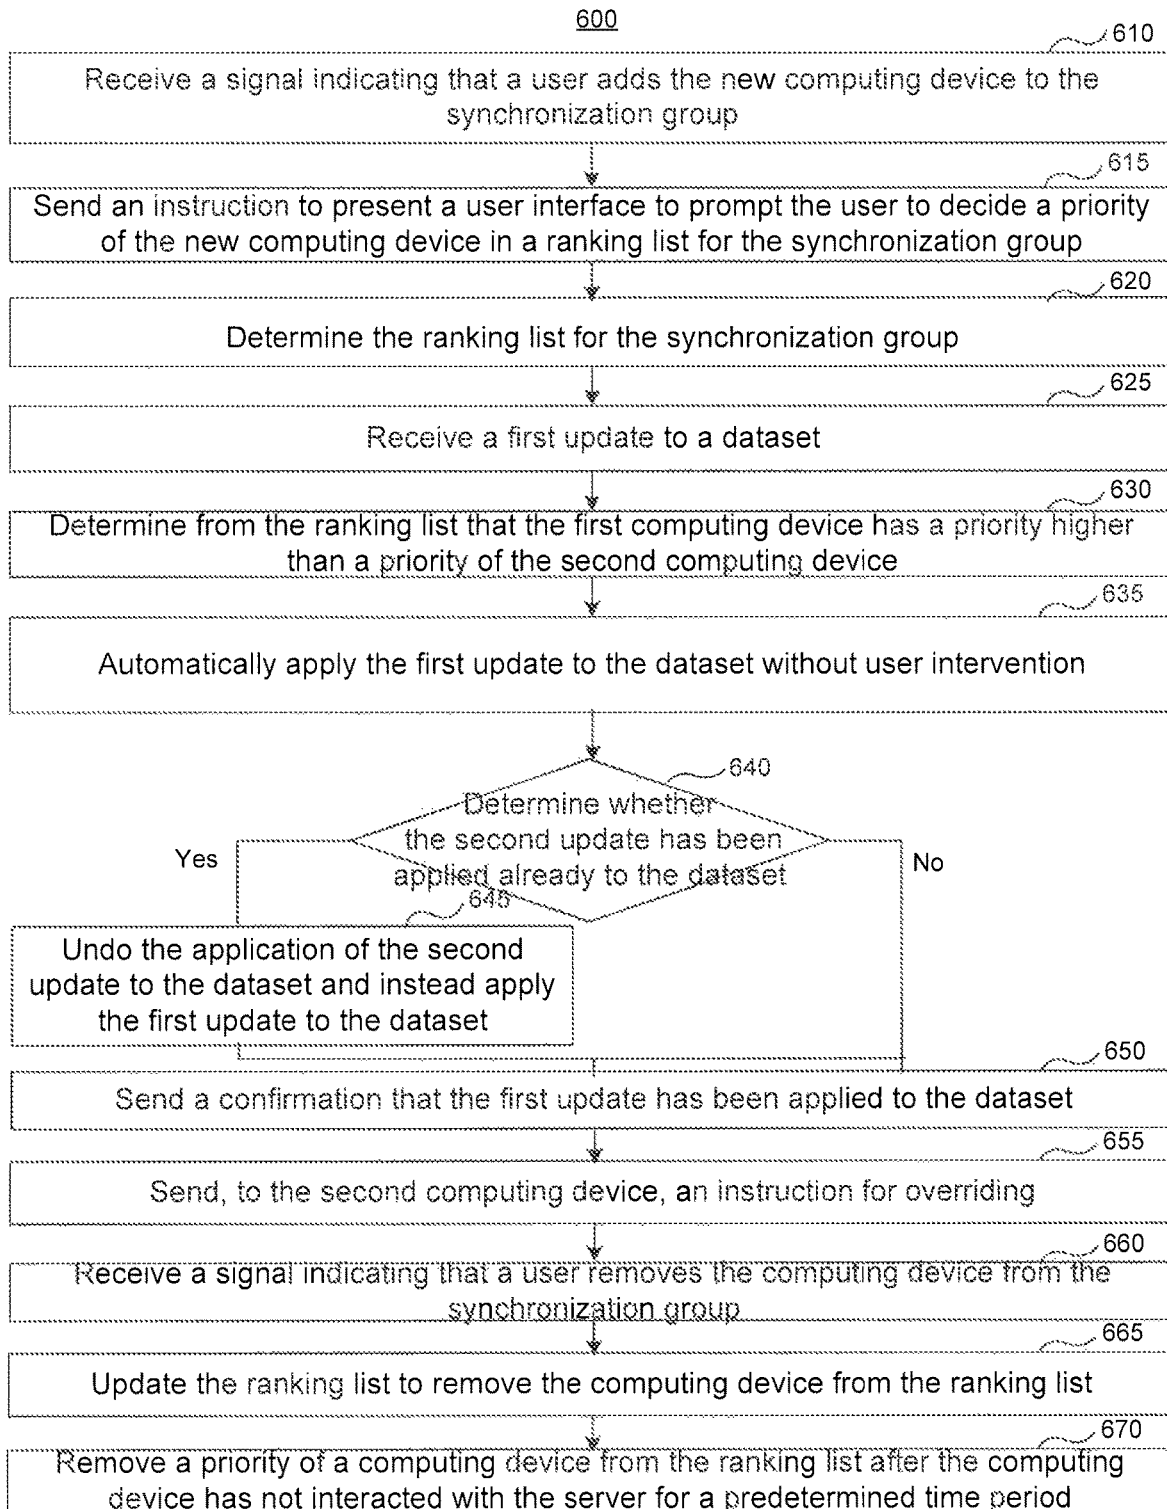 600
610
Receive a signal indicating that a user adds the new computing device to the
synchronization group
615
Send an instruction to present a user interface to prompt the user to decide a priority
of the new computing device in a ranking list for the synchronization group
620
Determine the ranking list for the synchronization group
625
Receive a first update to a dataset
630
Determine from the ranking list that the first computing device has a priority higher
than a priority of the second computing device
635
Automatically apply the first update to the dataset without user intervention
640
Determine whether
the second update has been
applied already to the dataset
Yes
No
645
Undo the application of the second
update to the dataset and instead apply
the first update to the dataset
650
Send a confirmation that the first update has been applied to the dataset
655
Send, to the second computing device, an instruction for overriding
660
Receive a signal indicating that a user removes the computing device from the
synchronization group
665
Update the ranking list to remove the computing device from the ranking list
670
Remove a priority of a computing device from the ranking list after the computing
device has not interacted with the server for a predetermined time period